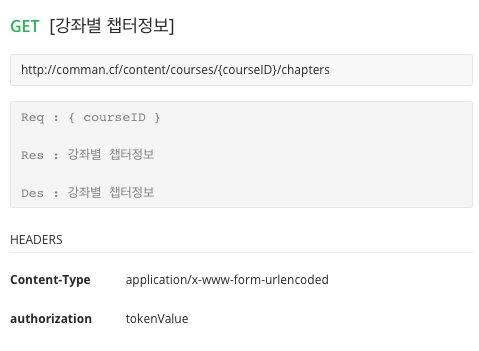 GET [강좌별 챕터정보]
http://comman.cf/content/courses/{courseID}/chapters
Req : { courseID }
Res : 강좌별 챕터정보
Des : 강좌별 챕터정보
HEADERS
Content-Type application/x-www-form-urlencoded
authorization tokenValue